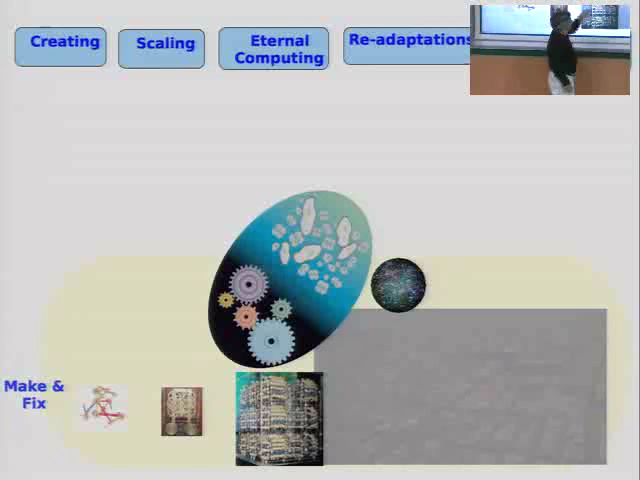 Creating
Scaling
Eternal
Computing
Re-adaptations
Make &
Fix